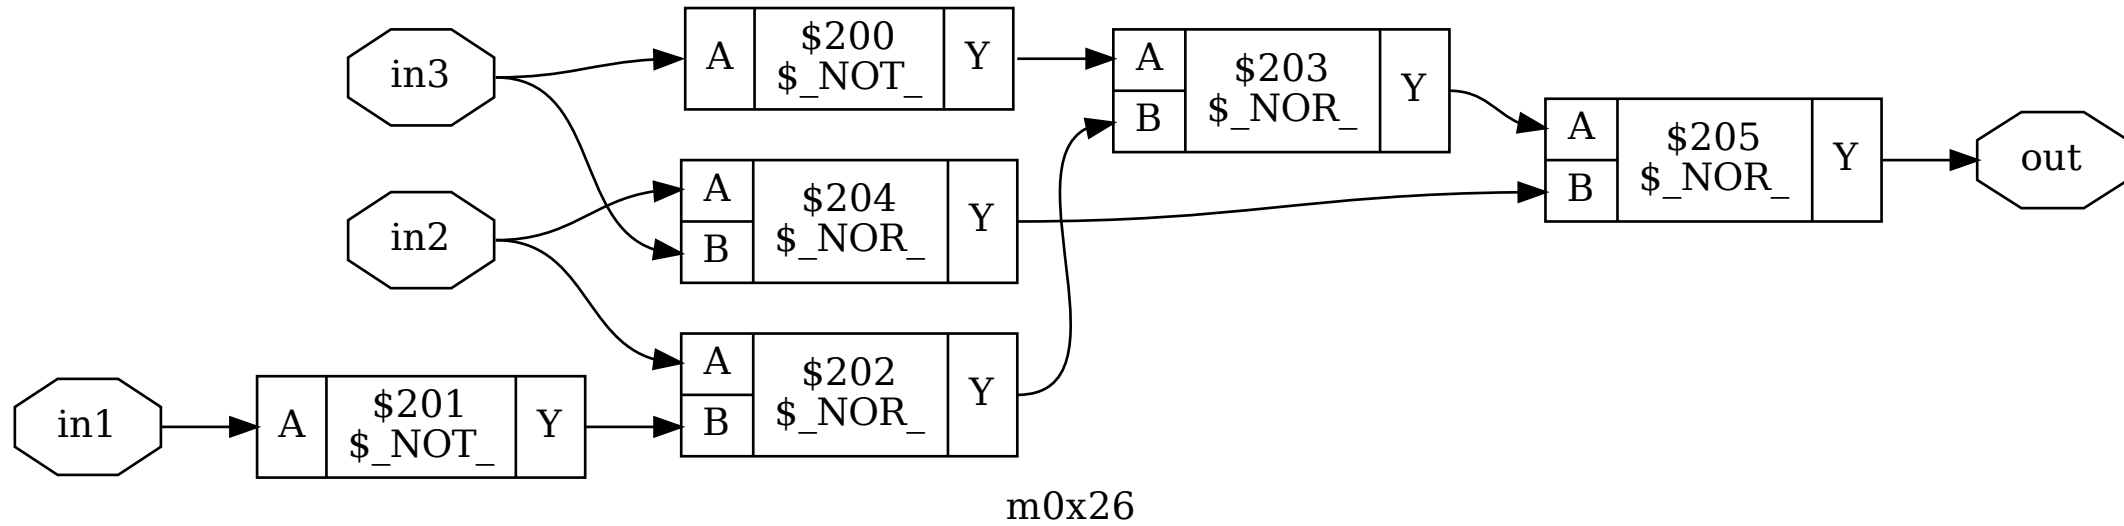 in3
A
$200
$_NOT_
Y
A
B
$203
$_NOR_
Y
in2
A
B
$204
$_NOR_
Y
A
B
$205
$_NOR_
Y
out
in1
A
$201
$_NOT_
Y
A
B
$202
$_NOR_
Y
m0x26